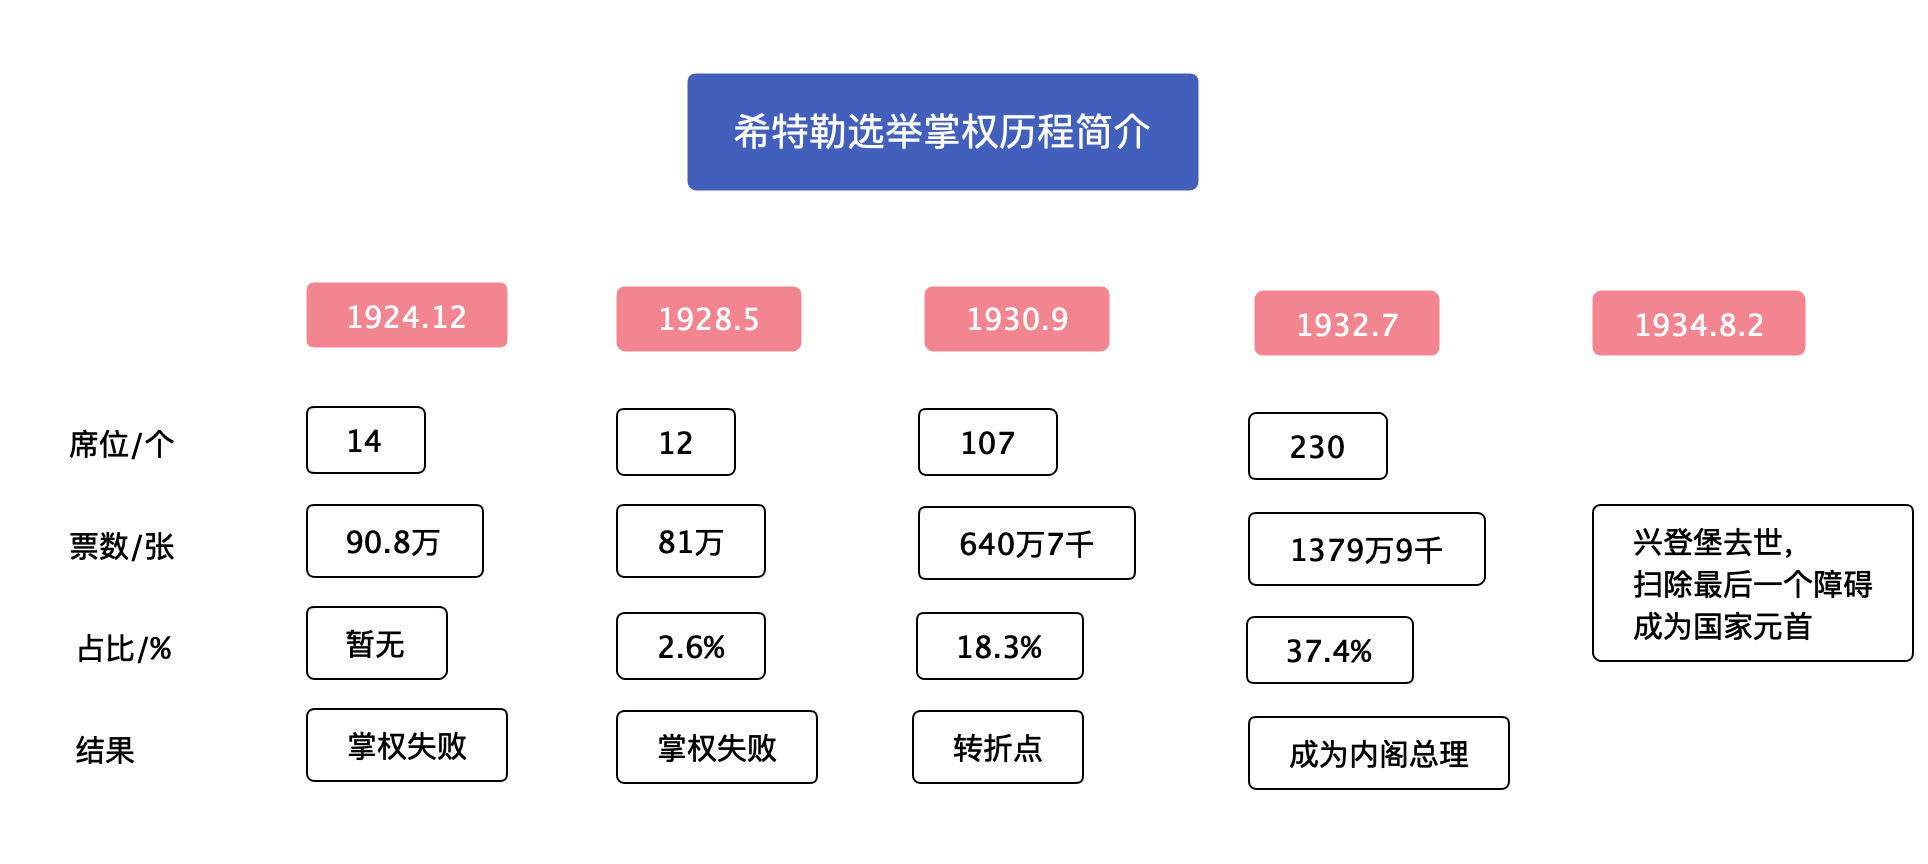 希特勒选举掌权历程简介
1924.12 1928.5 1930.9 1932.7 1934.8.2
席位/个 14 12 107 230
票数/张 90.8万 81万 640万7千 1379万9千
兴登堡去世，
扫除最后一个障碍
成为国家元首
占比/% 暂无 2.6% 18.3% 37.4%
结果 掌权失败 掌权失败 转折点 成为内阁总理